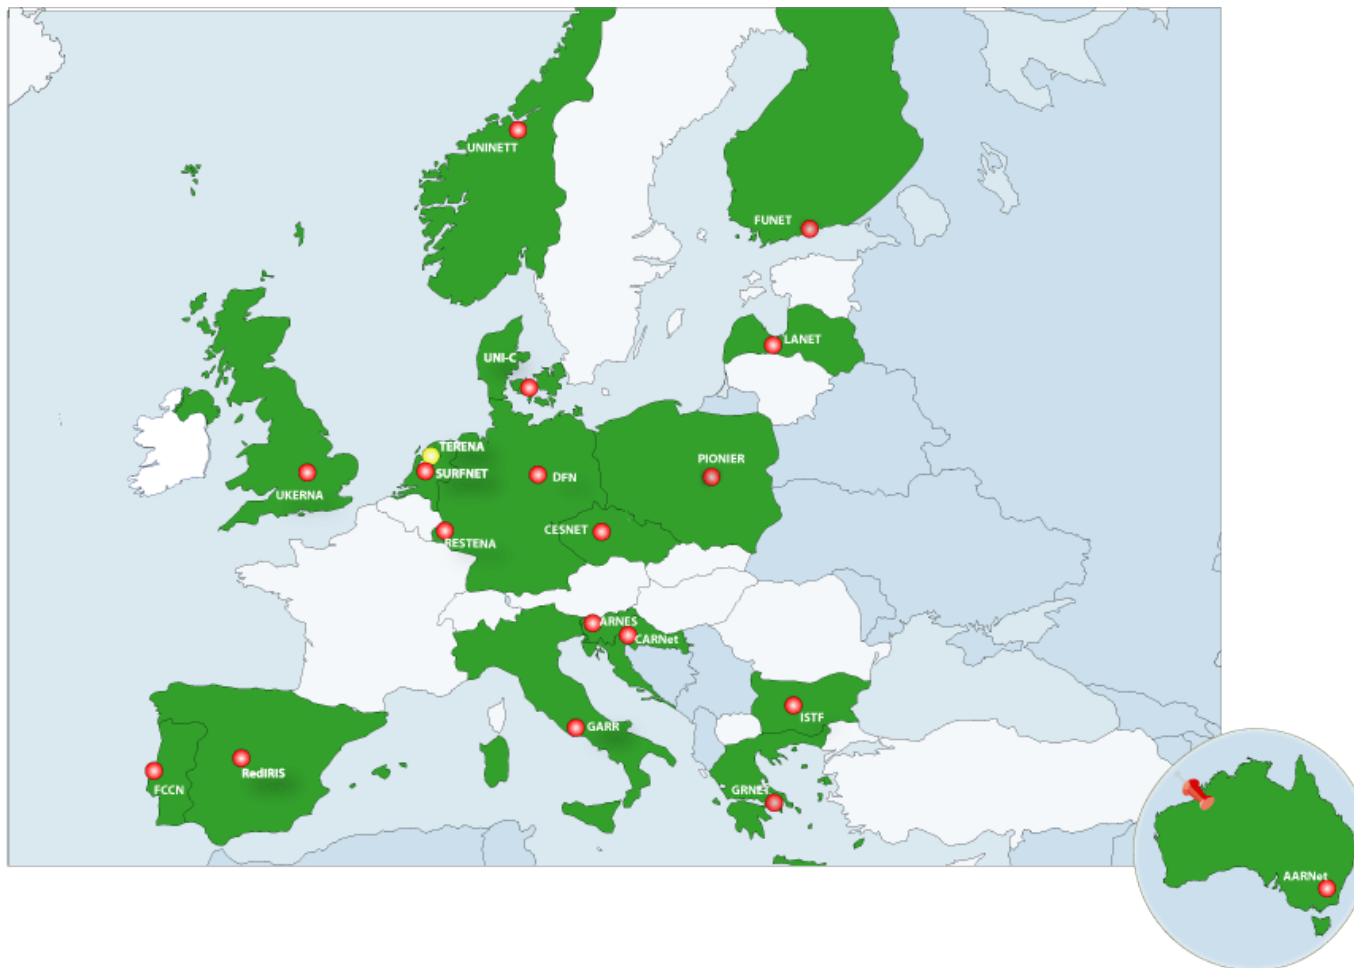 UNINETT
FUNET
LANET
UNI-C
TERENA
SURFNET
DFN
PIONIER
UKERNA
CESNET
RESTENA
ARNES
CARNet
ISTF
GARR
RedIRIS
FCCN
GRNET
AARNet